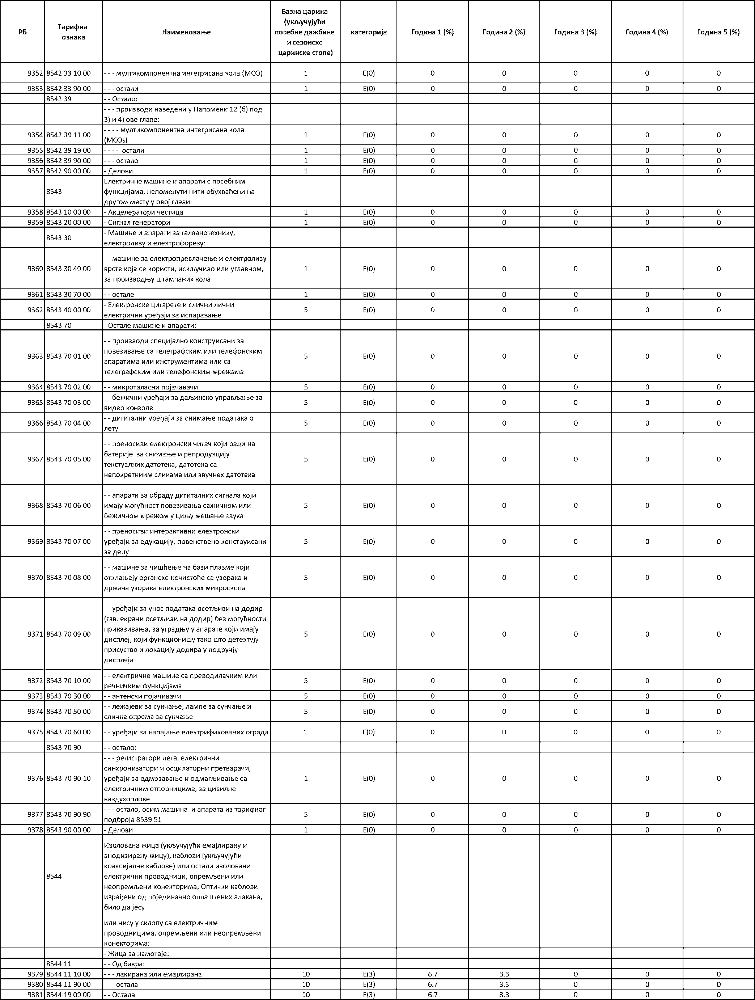 РБ Тарифна ознака Наименовање Базна царина (укључујући посебне дажбине и сезонске царинске стопе) категорија Година 1 (%) Година 2 (%) Година 3 (%) Година 4 (%) Година 5 (%)
9352 8542 33 10 00 - - - мултикомпонентна интегрисана кола (MCO) 1 E(0) 0 0 0 0 0
9353 8542 33 90 00 - - - остали 1 E(0) 0 0 0 0 0
8542 39 - - Остало:
- - - производи наведени у Напомени 12 (б) под
3) и 4) ове главе:
9354 8542 39 11 00 - - - - мултикомпонентна интегрисана кола
(MCOs) 1 E(0) 0 0 0 0 0
9355 8542 39 19 00 - - - - остали 1 E(0) 0 0 0 0 0
9356 8542 39 90 00 - - - остало 1 E(0) 0 0 0 0 0
9357 8542 90 00 00 - Делови 1 E(0) 0 0 0 0 0
8543 Електричне машине и апарати с посебним
функцијама, непоменути нити обухваћени на
другом месту у овој глави:
9358 8543 10 00 00 - Акцелератори честица 1 E(0) 0 0 0 0 0
9359 8543 20 00 00 - Сигнал генератори 1 E(0) 0 0 0 0 0
8543 30 - Машине и апарати за галванотехнику,
електролизу и електрофорезу:
9360 8543 30 40 00 - - машине за електропревлачење и електролизу
врсте која се користи, искључиво или углавном,
за производњу штампаних кола 1 E(0) 0 0 0 0 0
9361 8543 30 70 00 - - остале 1 E(0) 0 0 0 0 0
9362 8543 40 00 00 - Електронске цигарете и слични лични
електрични уређаји за испаравање 5 E(0) 0 0 0 0 0
8543 70 - Остале машине и апарати:
9363 8543 70 01 00 - - производи специјално конструисани за
повезивање са телеграфским или телефонским
апаратима или инструментима или са
телеграфским или телефонским мрежама 5 E(0) 0 0 0 0 0
9364 8543 70 02 00 - - микроталасни појачавачи 5 E(0) 0 0 0 0 0
9365 8543 70 03 00 - - бежични уређаји за даљинско управљање за
видео конзоле 5 E(0) 0 0 0 0 0
9366 8543 70 04 00 - - дигитални уређаји за снимање података о
лету 5 E(0) 0 0 0 0 0
9367 8543 70 05 00 - - преносиви електронски читач који ради на
батерије за снимање и репродукцију
текстуалних датотека, датотека са
непокретниим сликама или звучнех датотека 5 E(0) 0 0 0 0 0
9368 8543 70 06 00 - - апарати за обраду дигиталних сигнала који
имају могућност повезивања сажичном или
бежичном мрежом у циљу мешање звука 5 E(0) 0 0 0 0 0
9369 8543 70 07 00 - - преносиви интерактивни електронски
уређаји за едукацију, првенствено конструисани
за децу 5 E(0) 0 0 0 0 0
9370 8543 70 08 00 - - машине за чишћење на бази плазме који
отклањају органске нечистоће са узорака и
држача узорака електронских микроскопа 5 E(0) 0 0 0 0 0
9371 8543 70 09 00 - - уређаји за унос података осетљиви на додир
(тзв. екрани осетљиви на додир) без могућности
приказивања, за уградњу у апарате који имају
дисплеј, који функционишу тако што детектују
присуство и локацију додира у подручју
дисплеја 5 E(0) 0 0 0 0 0
9372 8543 70 10 00 - - електричне машине са преводилачким или
речничким функцијама 5 E(0) 0 0 0 0 0
9373 8543 70 30 00 - - антенски појачивачи 5 E(0) 0 0 0 0 0
9374 8543 70 50 00 - - лежајеви за сунчање, лампе за сунчање и
слична опрема за сунчање 5 E(0) 0 0 0 0 0
9375 8543 70 60 00 - - уређаји за напајање електрификованих ограда 1 E(0) 0 0 0 0 0
8543 70 90 - - остало:
9376 8543 70 90 10 - - - регистратори лета, електрични
синхронизатори и осцилаторни претварачи,
уређаји за одмрзавање и одмагљивање са
електричним отпорницима, за цивилне
ваздухоплове 1 E(0) 0 0 0 0 0
9377 8543 70 90 90 - - - остало, осим машина и апарата из тарифног
подброја 8539 51 5 E(0) 0 0 0 0 0
9378 8543 90 00 00 - Делови 1 E(0) 0 0 0 0 0
8544 Изолована жица (укључујући емајлирану и
анодизирану жицу), каблови (укључујући
коаксијалне каблове) или остали изоловани
електрични проводници, опремљени или
неопремљени конекторима; Оптички каблови
израђени од појединачно оплаштених влакана,
било да јесу
или нису у склопу са електричним
проводницима, опремљени или неопремљени
конекторима:
- Жица за намотаје:
8544 11 - - Од бакра:
9379 8544 11 10 00 - - - лакирана или емајлирана 10 E(3) 6.7 3.3 0 0 0
9380 8544 11 90 00 - - - остала 10 E(3) 6.7 3.3 0 0 0
9381 8544 19 00 00 - - Остала 10 E(3) 6.7 3.3 0 0 0